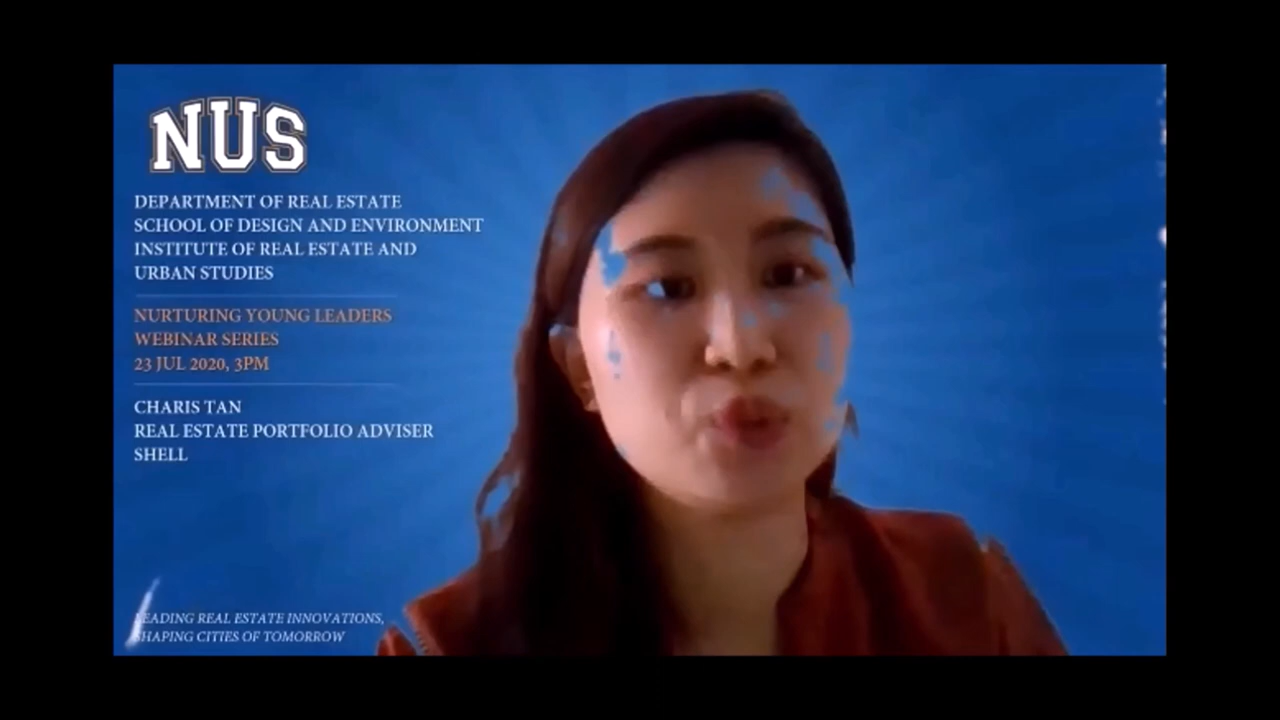 NUS
DEPARTMENT OF REAL ESTATE
SCHOOL OF DESIGN AND ENVIRONMENT
INSTITUTE OF REAL ESTATE AND
URBAN STUDIES
NURTURING YOUNG LEADERS
WEBINAR SERIES
23 JUL 2020, 3PM
CHARIS TAN
REAL ESTATE PORTFOLIO ADVISER
SHELL
LEADING REAL ESTATE INNOVATIONS,
SHAPING CITIES OF TOMORROW